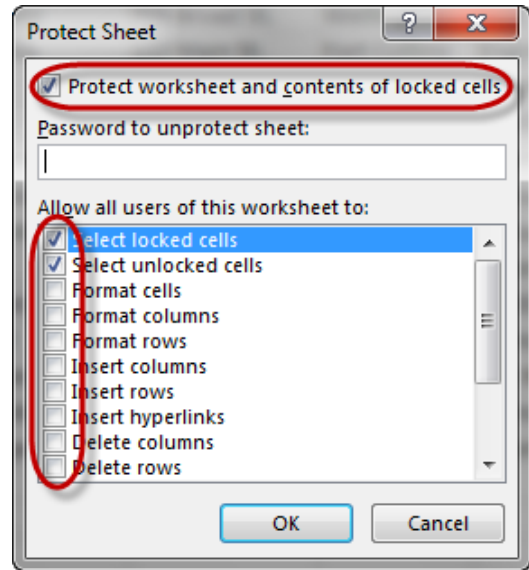 Protect Sheet
Protect worksheet and contents of locked cells
Password to unprotect sheet:
Allow all users of this worksheet to:
Select locked cells
Select unlocked cells
Format cells
Format columns
Format rows
Insert columns
Insert rows
Insert hyperlinks
Delete columns
Delete rows
OK
Cancel